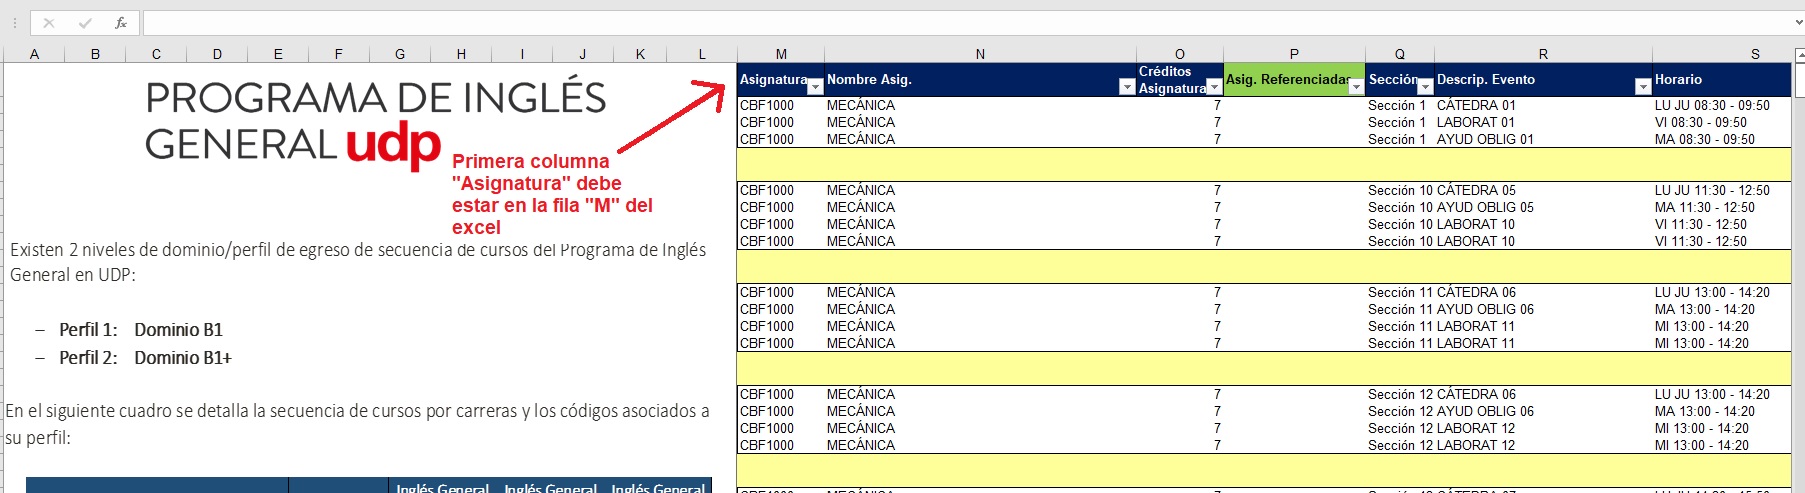 fx
A B C D E F G H I J K L M N O P Q R S
PROGRAMA DE INGLÉS
GENERAL udp
Primera columna
"Asignatura" debe
estar en la fila "M" del
excel
Existen 2 niveles de dominio/perfil de egreso de secuencia de cursos del Programa de Inglés
General en UDP:
– Perfil 1: Dominio B1
– Perfil 2: Dominio B1+
En el siguiente cuadro se detalla la secuencia de cursos por carreras y los códigos asociados a
su perfil:
Inglés General Inglés General Inglés General
Asignatura Nombre Asig. Créditos Asignatura Asig. Referenciadas Sección Descrip. Evento Horario
CBF1000 MECÁNICA 7 Sección 1 CÁTEDRA 01 LU JU 08:30 - 09:50
CBF1000 MECÁNICA 7 Sección 1 LABORAT 01 VI 08:30 - 09:50
CBF1000 MECÁNICA 7 Sección 1 AYUD OBLIG 01 MA 08:30 - 09:50
CBF1000 MECÁNICA 7 Sección 10 CÁTEDRA 05 LU JU 11:30 - 12:50
CBF1000 MECÁNICA 7 Sección 10 AYUD OBLIG 05 MA 11:30 - 12:50
CBF1000 MECÁNICA 7 Sección 10 LABORAT 10 VI 11:30 - 12:50
CBF1000 MECÁNICA 7 Sección 10 LABORAT 10 VI 11:30 - 12:50
CBF1000 MECÁNICA 7 Sección 11 CÁTEDRA 06 LU JU 13:00 - 14:20
CBF1000 MECÁNICA 7 Sección 11 AYUD OBLIG 06 MA 13:00 - 14:20
CBF1000 MECÁNICA 7 Sección 11 LABORAT 11 MI 13:00 - 14:20
CBF1000 MECÁNICA 7 Sección 11 LABORAT 11 MI 13:00 - 14:20
CBF1000 MECÁNICA 7 Sección 12 CÁTEDRA 06 LU JU 13:00 - 14:20
CBF1000 MECÁNICA 7 Sección 12 AYUD OBLIG 06 MA 13:00 - 14:20
CBF1000 MECÁNICA 7 Sección 12 LABORAT 12 MI 13:00 - 14:20
CBF1000 MECÁNICA 7 Sección 12 LABORAT 12 MI 13:00 - 14:20